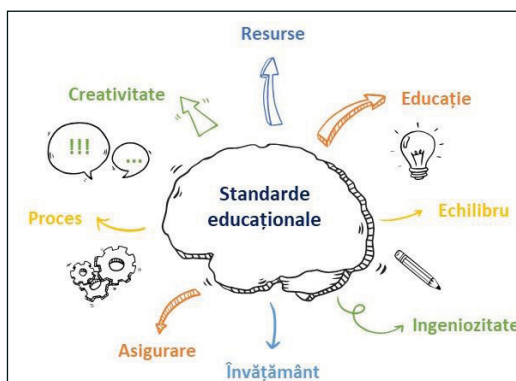 Resurse
Creativitate
Educație
!!!
...
Standarde
educaționale
Proces
Echilibru
Ingeniozitate
Asigurare
Învățământ